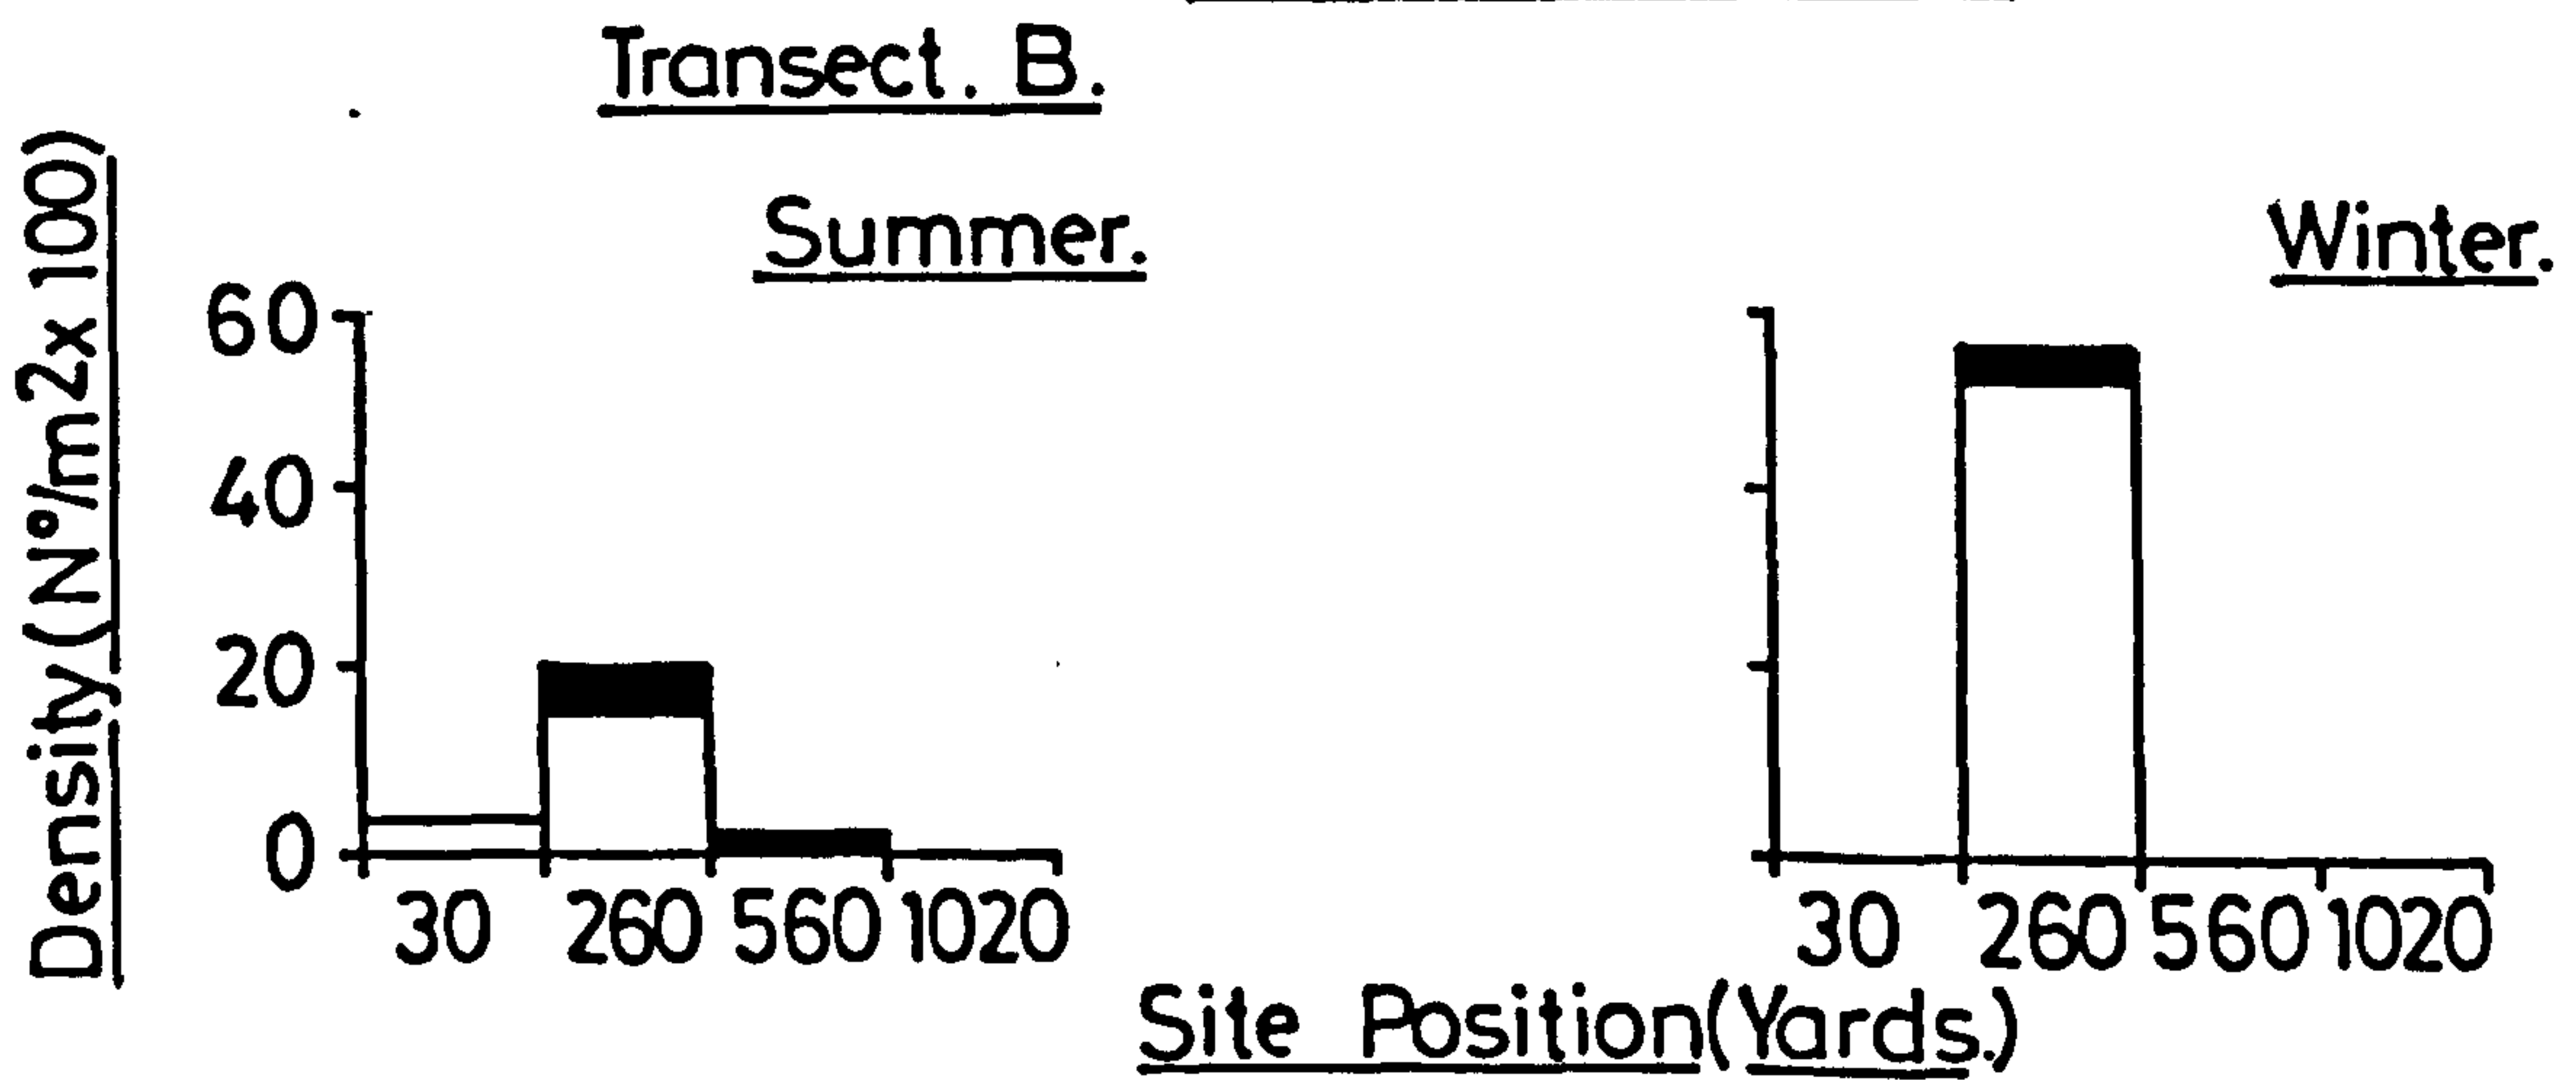 Transect. B.
Summer.
Winter.
Density (N°/m2x 100)
60
40
20
0
30 260 560 1020
30 260 560 1020
Site Position (Yards.)